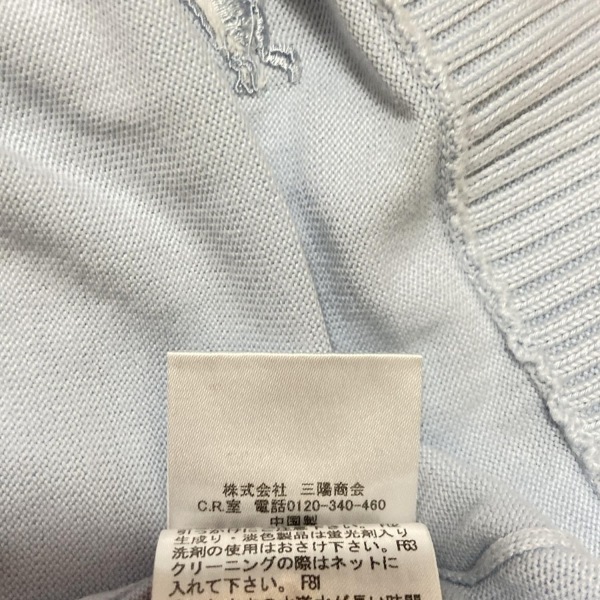 株式会社 三陽商会
C.R.室 電話0120-340-460
中国製
生成り・淡色製品は蛍光剤入り
洗剤の使用はおさけ下さい。F63
クリーニングの際はネットに
入れて下さい。F81